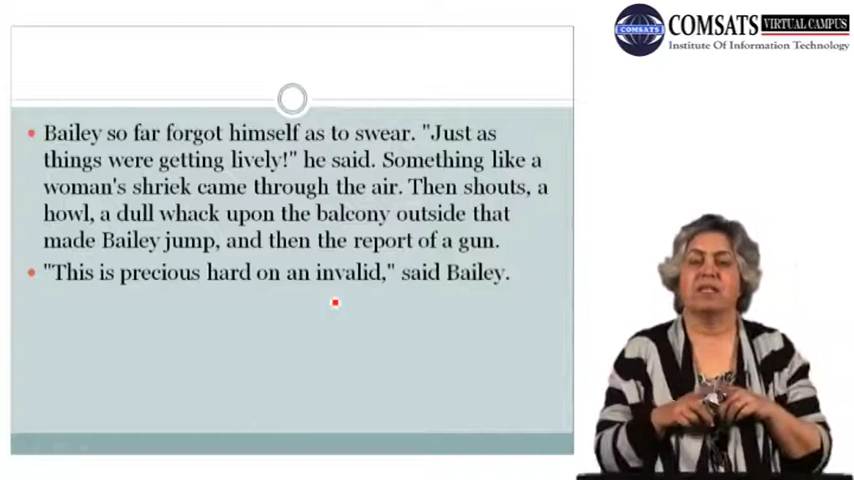 COMSATS VIRTUAL CAMPUS
COMSATS Institute Of Information Technology
• Bailey so far forgot himself as to swear. "Just as
things were getting lively!" he said. Something like a
woman's shriek came through the air. Then shouts, a
howl, a dull whack upon the balcony outside that
made Bailey jump, and then the report of a gun.
• "This is precious hard on an invalid," said Bailey.